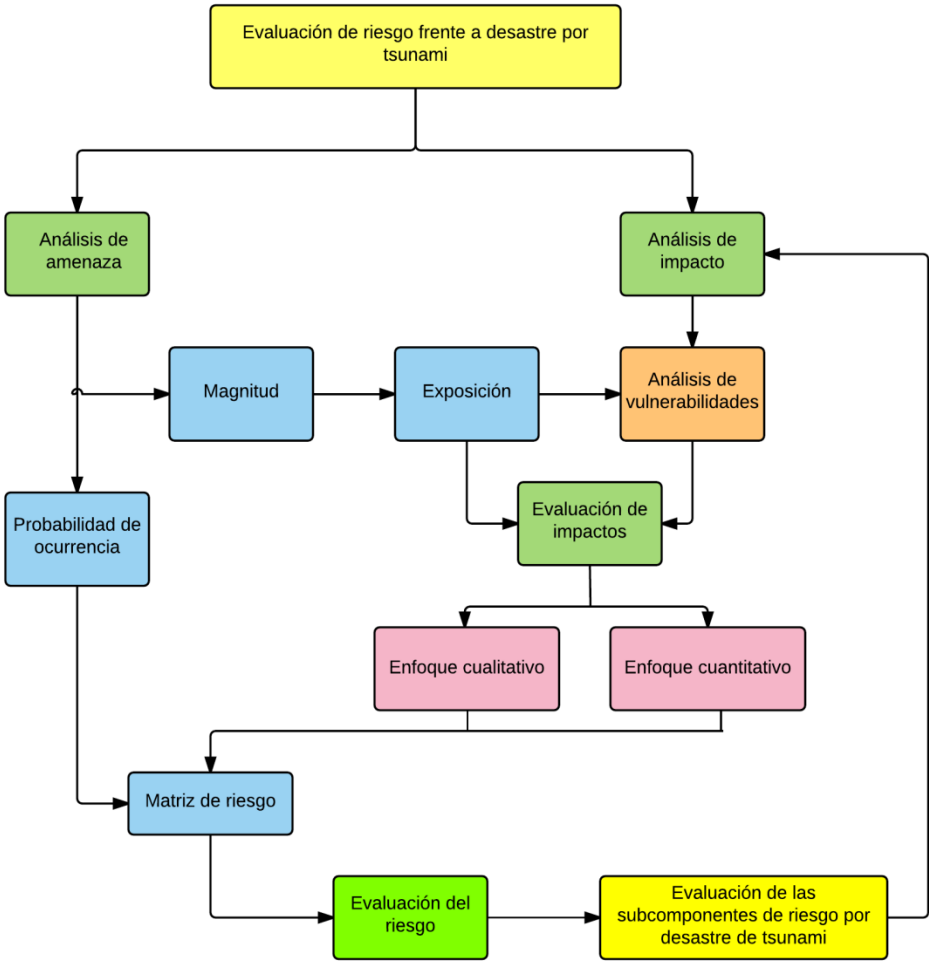 Evaluación de riesgo frente a desastre por
tsunami
Análisis de
amenaza
Análisis de
impacto
Magnitud
Exposición
Análisis de
vulnerabilidades
Probabilidad de
ocurrencia
Evaluación de
impactos
Enfoque cualitativo
Enfoque cuantitativo
Matriz de riesgo
Evaluación del
riesgo
Evaluación de las
subcomponentes de riesgo por
desastre de tsunami